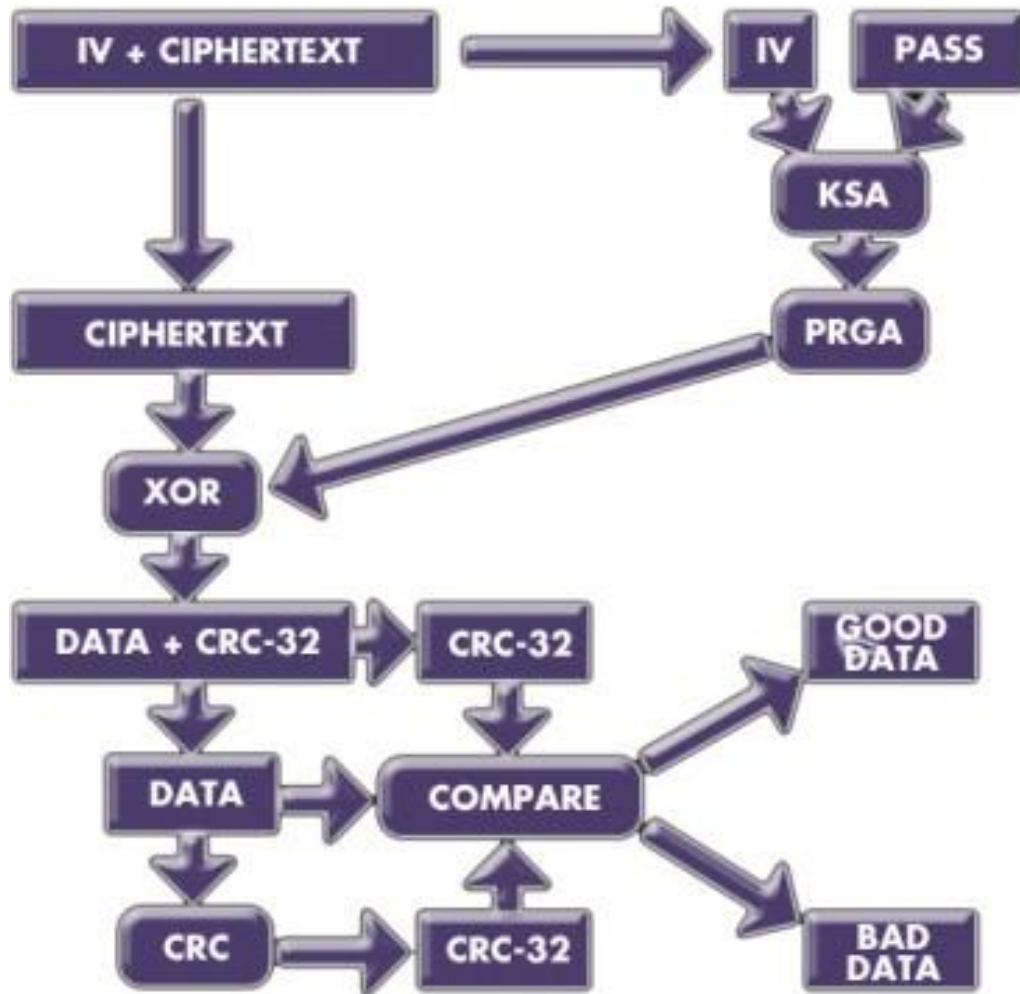 IV + CIPHERTEXT
IV
PASS
KSA
CIPHERTEXT
PRGA
XOR
DATA + CRC-32
CRC-32
GOOD
DATA
DATA
COMPARE
CRC
CRC-32
BAD
DATA